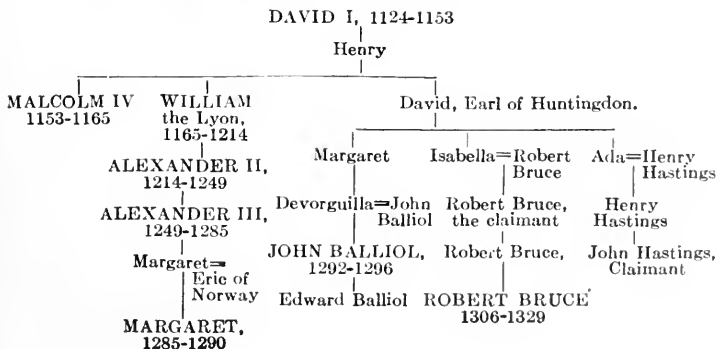 DAVID I, 1124-1153
Henry
MALCOLM IV
1153-1165
WILLIAM
the Lyon,
1165-1214
David, Earl of Huntingdon.
ALEXANDER II,
1214-1249
Margaret
Isabella=Robert
Bruce
Ada=Henry
Hastings
ALEXANDER III,
1249-1285
Devorguilla=John
Balliol
Robert Bruce,
the claimant
Henry
Hastings
Margaret=
Eric of
Norway
JOHN BALLIOL,
1292-1296
Robert Bruce,
John Hastings,
Claimant
MARGARET,
1285-1290
Edward Balliol
ROBERT BRUCE
1306-1329